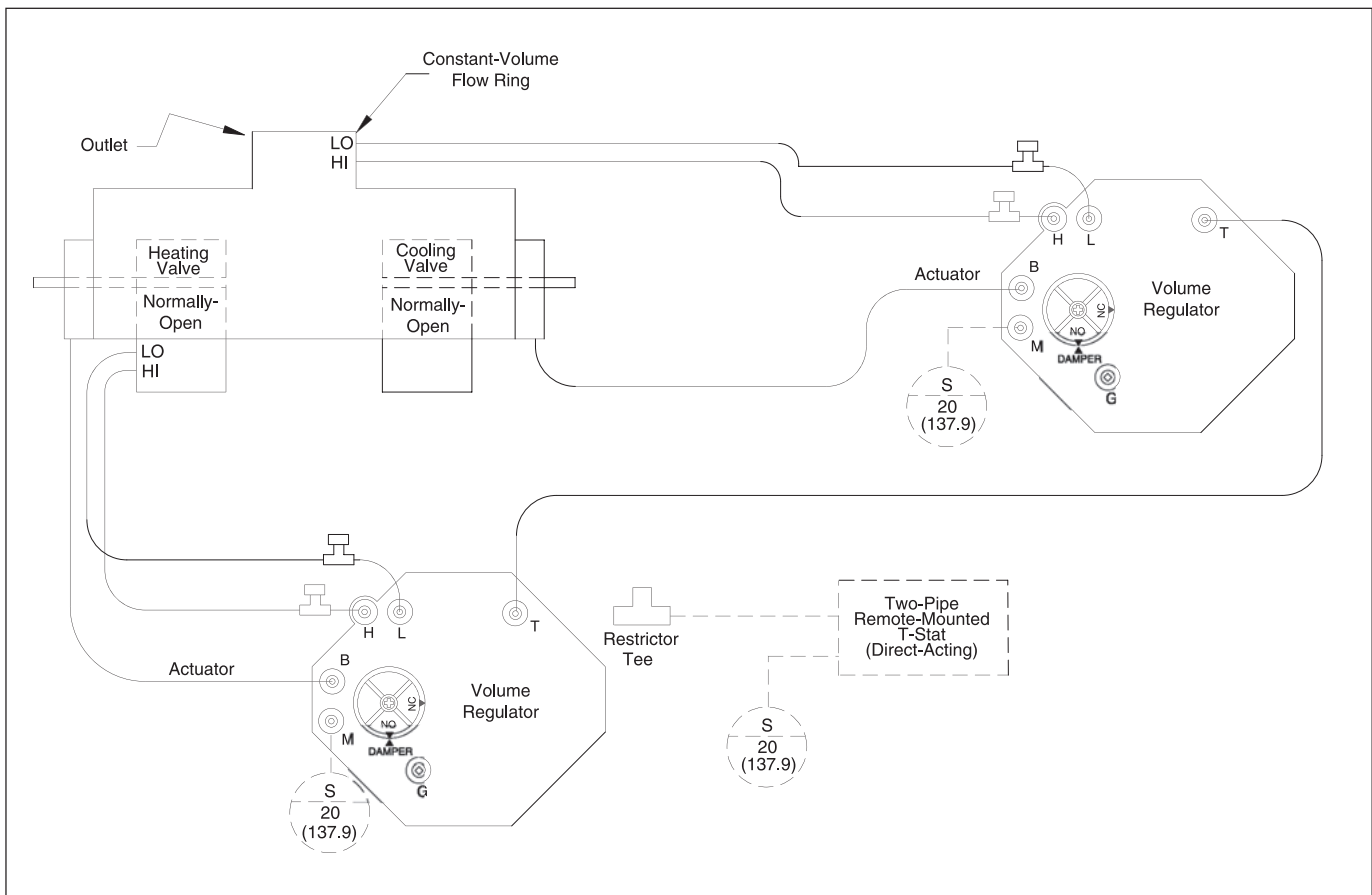 Constant-Volume
Flow Ring
Outlet
LO
HI
Heating
Valve
Normally-
Open
Cooling
Valve
Normally-
Open
LO
HI
H
L
T
Actuator
B
M
Volume
Regulator
NC
NO
DAMPER
G
S
20
(137.9)
H
L
T
Actuator
B
M
Volume
Regulator
NC
NO
DAMPER
G
S
20
(137.9)
Restrictor
Tee
Two-Pipe
Remote-Mounted
T-Stat
(Direct-Acting)
S
20
(137.9)